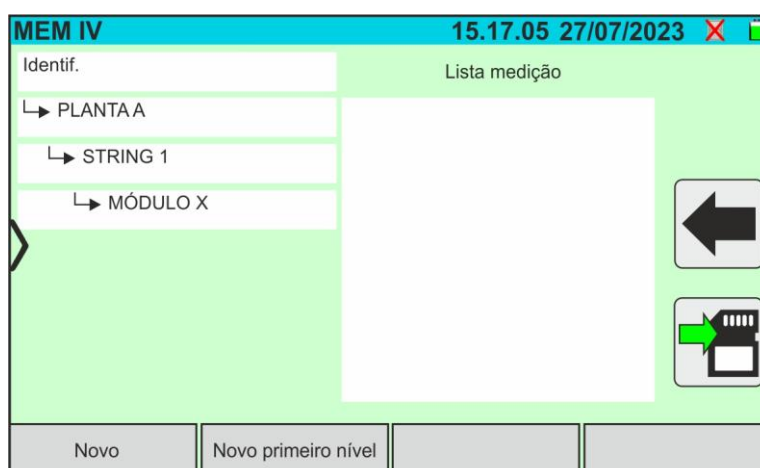 MEM IV 15.17.05 27/07/2023
Identif.
Lista medição
PLANTA A
STRING 1
MÓDULO X
Novo
Novo primeiro nível